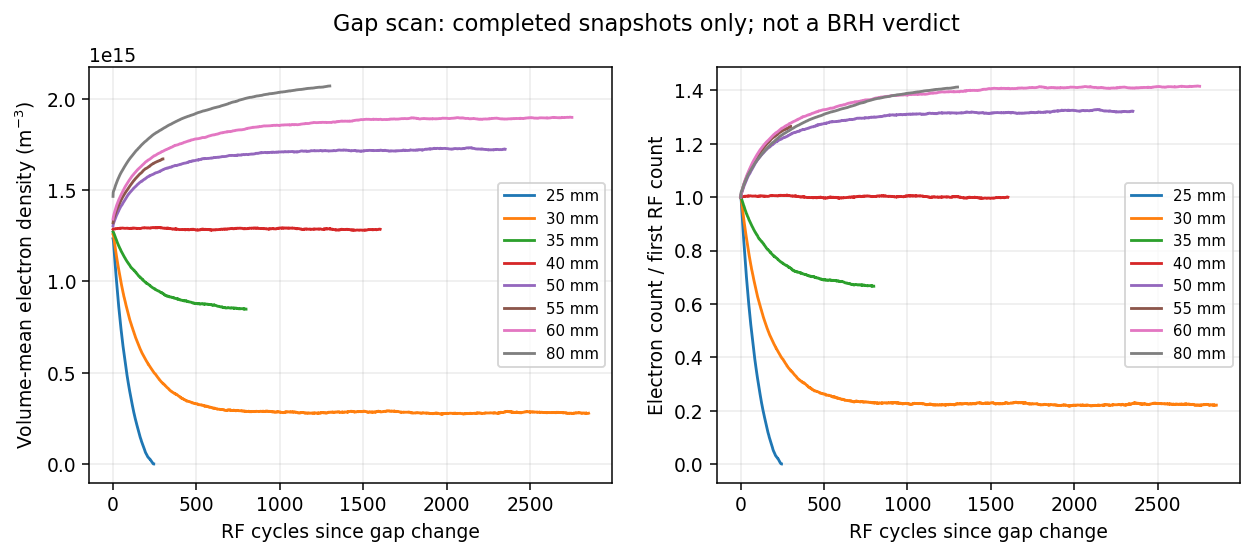 Gap scan: completed snapshots only; not a BRH verdict
1e15
Volume-mean electron density (m⁻³)
2.0
1.5
1.0
0.5
0.0
0
500
1000
1500
2000
2500
RF cycles since gap change
25 mm
30 mm
35 mm
40 mm
50 mm
55 mm
60 mm
80 mm
Electron count / first RF count
1.4
1.2
1.0
0.8
0.6
0.4
0.2
0.0
0
500
1000
1500
2000
2500
RF cycles since gap change
25 mm
30 mm
35 mm
40 mm
50 mm
55 mm
60 mm
80 mm